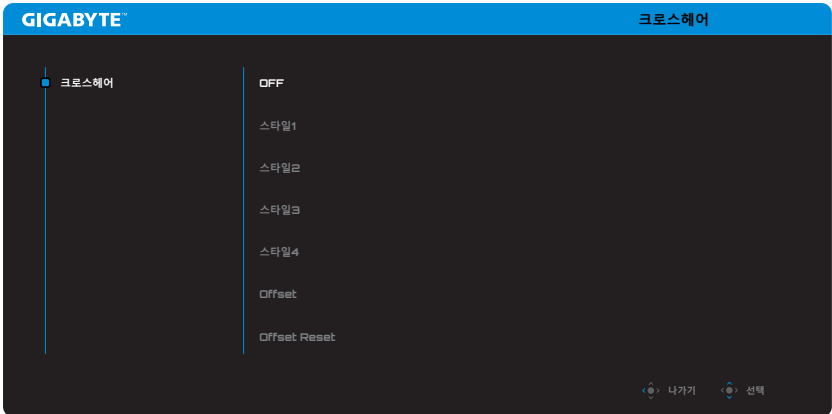 GIGABYTE™
크로스헤어
크로스헤어
OFF
스타일1
스타일2
스타일3
스타일4
Offset
Offset Reset
나가기
선택